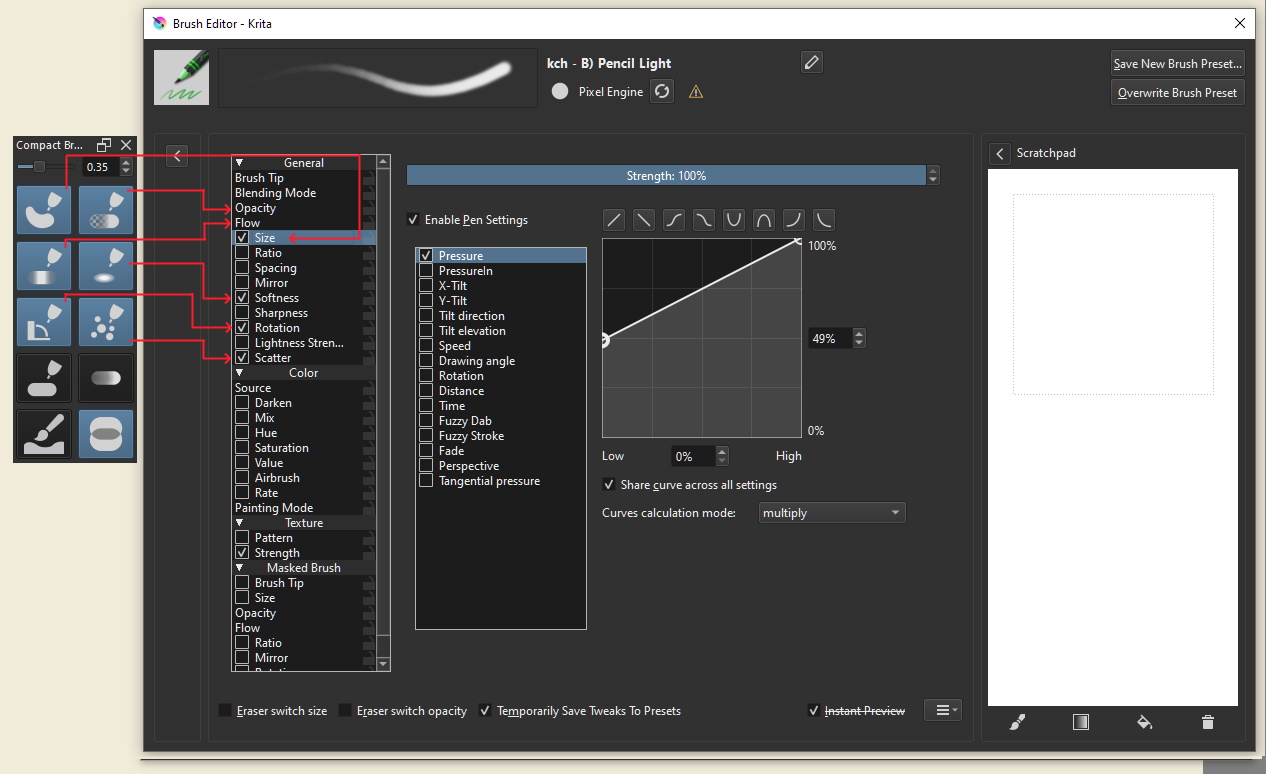 Brush Editor - Krita
kch - B) Pencil Light
Pixel Engine
Save New Brush Preset...
Overwrite Brush Preset
Compact Br...
0.35
General
Brush Tip
Blending Mode
Opacity
Flow
Size
Ratio
Spacing
Mirror
Softness
Sharpness
Rotation
Lightness Stren...
Scatter
Color
Source
Darken
Mix
Hue
Saturation
Value
Airbrush
Rate
Painting Mode
Texture
Pattern
Strength
Masked Brush
Brush Tip
Size
Opacity
Flow
Ratio
Mirror
Strength: 100%
Enable Pen Settings
Pressure
PressureIn
X-Tilt
Y-Tilt
Tilt direction
Tilt elevation
Speed
Drawing angle
Rotation
Distance
Time
Fuzzy Dab
Fuzzy Stroke
Fade
Perspective
Tangential pressure
100%
49%
0%
Low 0% High
Share curve across all settings
Curves calculation mode: multiply
Scratchpad
Eraser switch size Eraser switch opacity Temporarily Save Tweaks To Presets Instant Preview